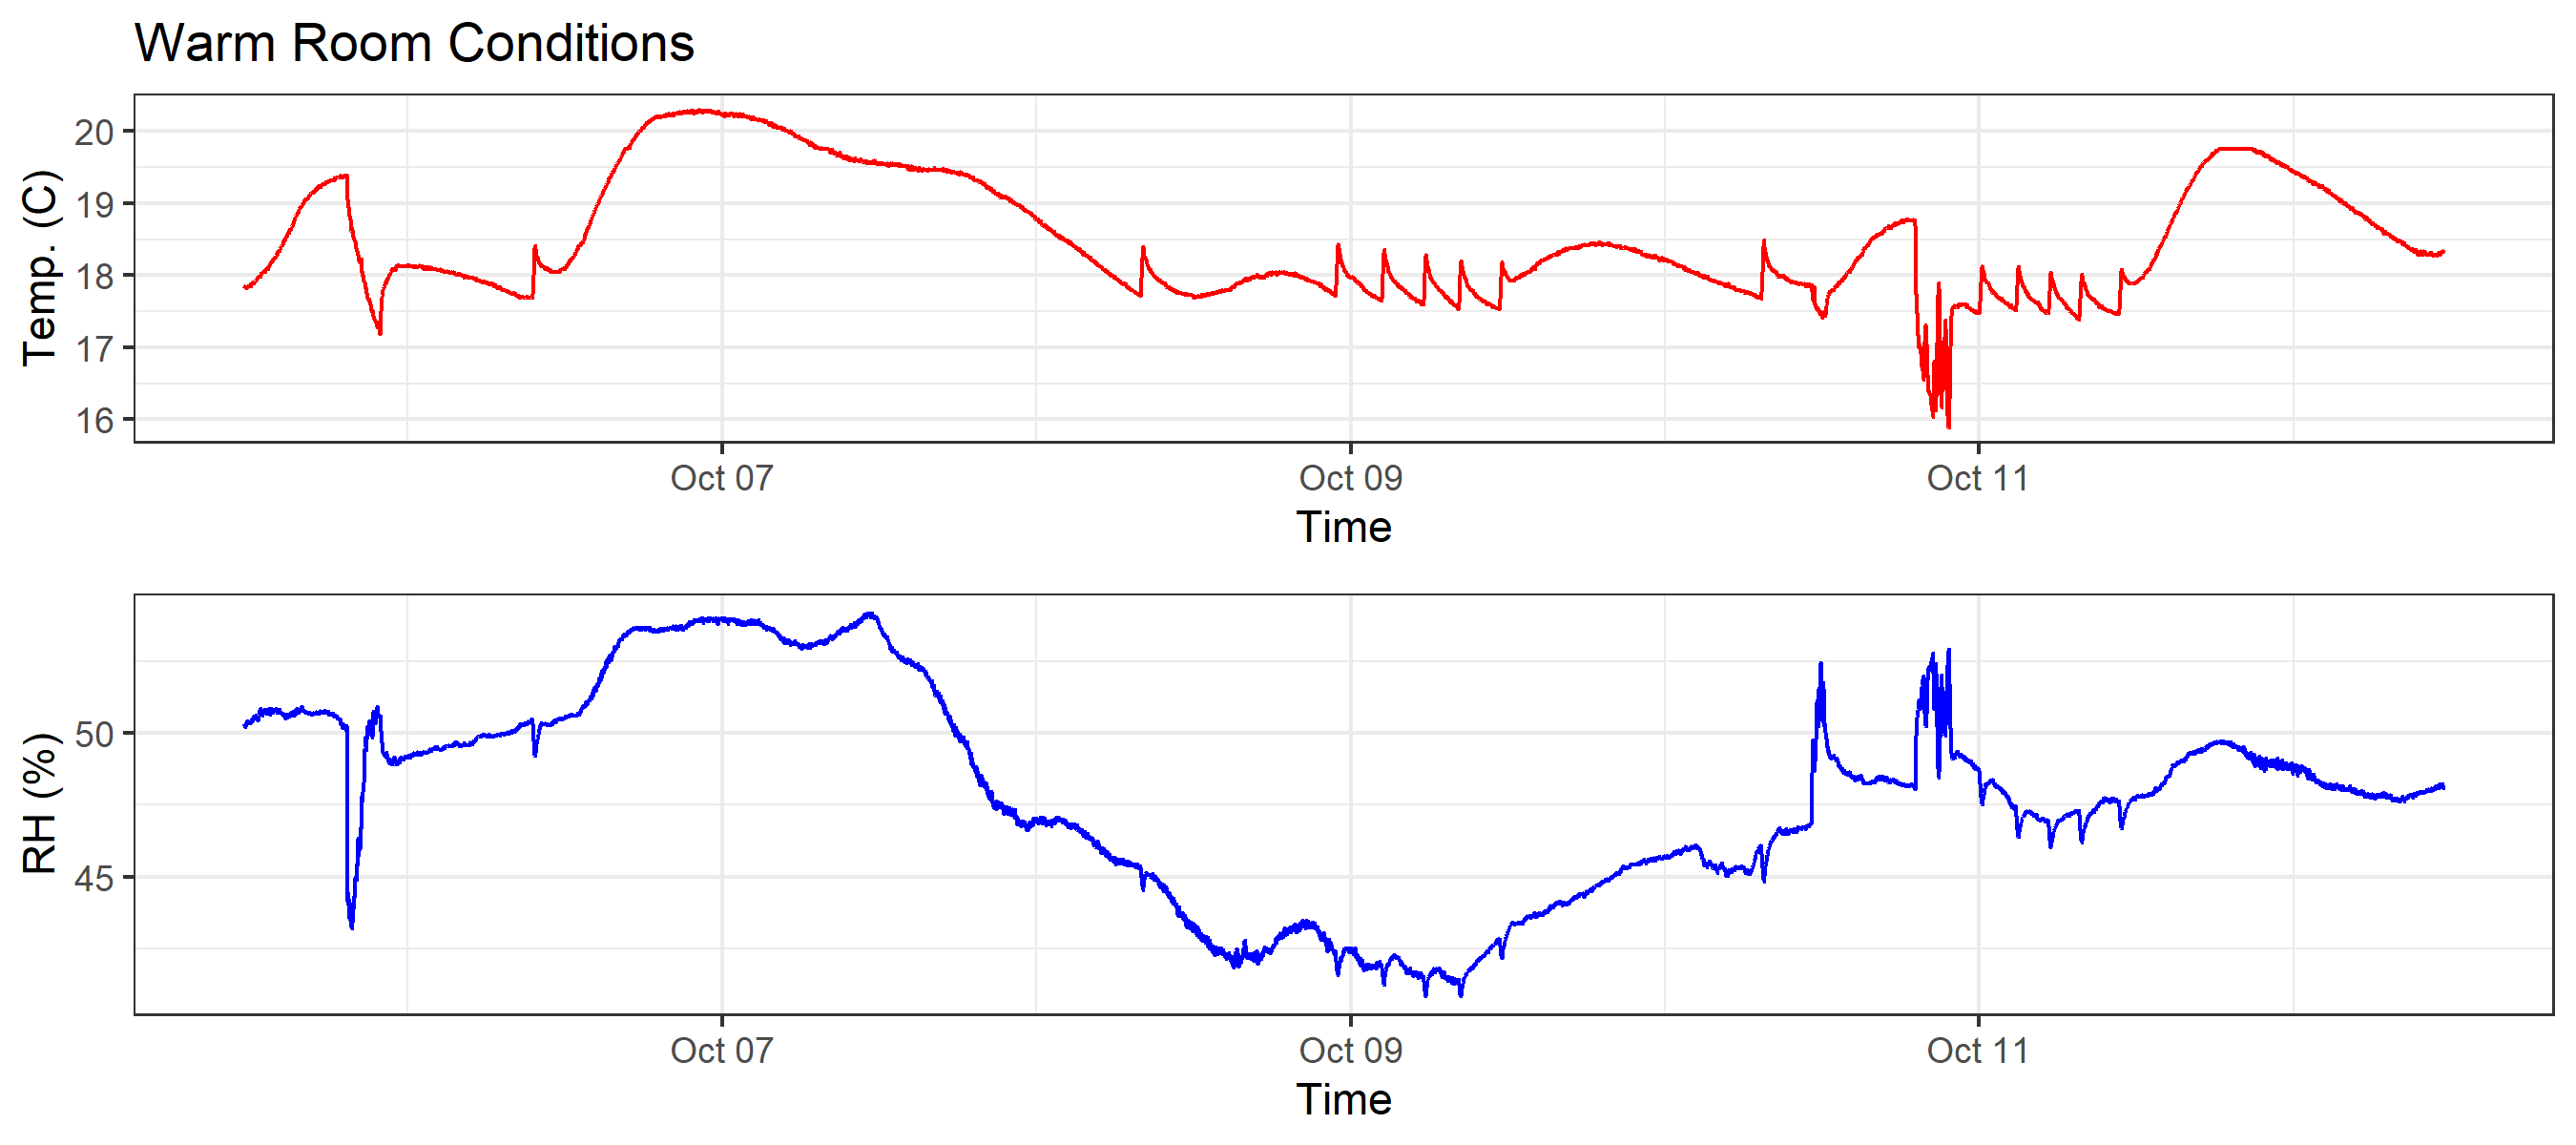 Warm Room Conditions
Temp. (C)
20
19
18
17
16
Oct 07 Oct 09 Oct 11
Time
RH (%)
50
45
Oct 07 Oct 09 Oct 11
Time